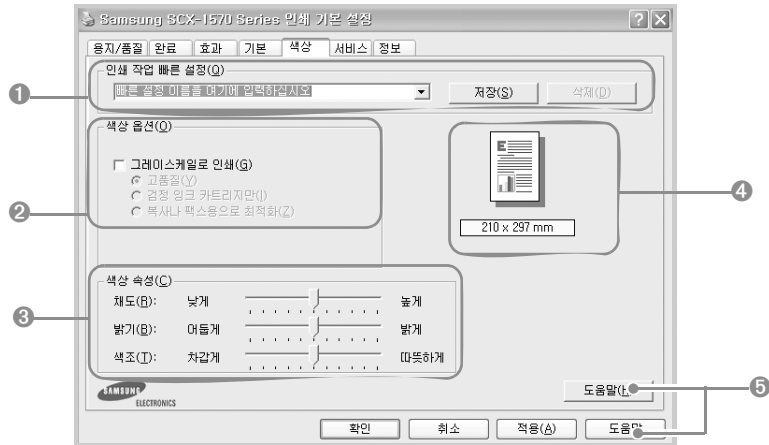 Samsung SCX-1570 Series 인쇄 기본 설정
용지/품질 완료 효과 기본 색상 서비스 정보
인쇄 작업 빠른 설정(Q)
1 빠른 설정 이름을 여기에 입력하십시오 저장(S) 삭제(D)
색상 옵션(O)
그레이스케일로 인쇄(G)
고품질(Y)
검정 잉크 카트리지만(I)
2 복사나 팩스용으로 최적화(Z)
4
210 x 297 mm
색상 속성(C)
채도(R): 낮게 높게
3 밝기(B): 어둡게 밝게
색조(T): 차갑게 따뜻하게
SAMSUNG
ELECTRONICS
도움말(
5
확인 취소 적용(A) 도움말